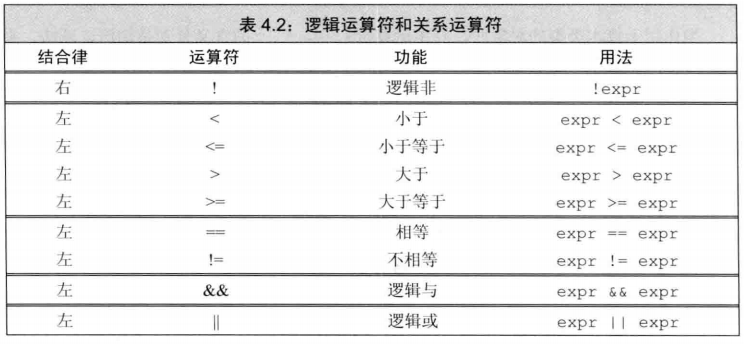 表 4.2：逻辑运算符和关系运算符
结合律 运算符 功能 用法
右 ! 逻辑非 !expr
左 < 小于 expr < expr
左 <= 小于等于 expr <= expr
左 > 大于 expr > expr
左 >= 大于等于 expr >= expr
左 == 相等 expr == expr
左 != 不相等 expr != expr
左 && 逻辑与 expr && expr
左 || 逻辑或 expr || expr